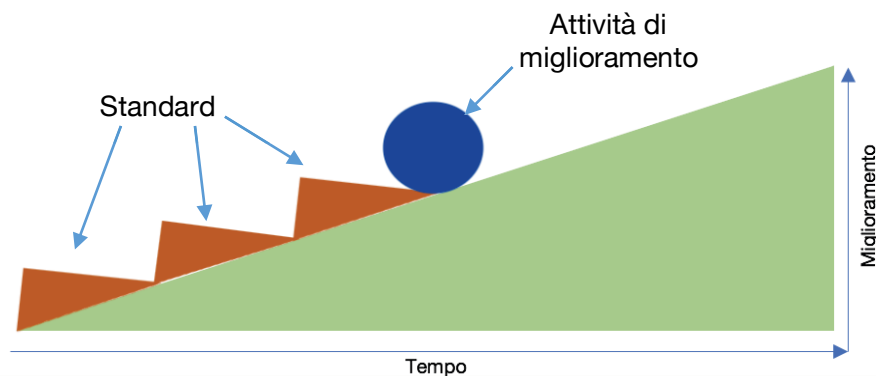 Attività di
miglioramento
Standard
Miglioramento
Tempo